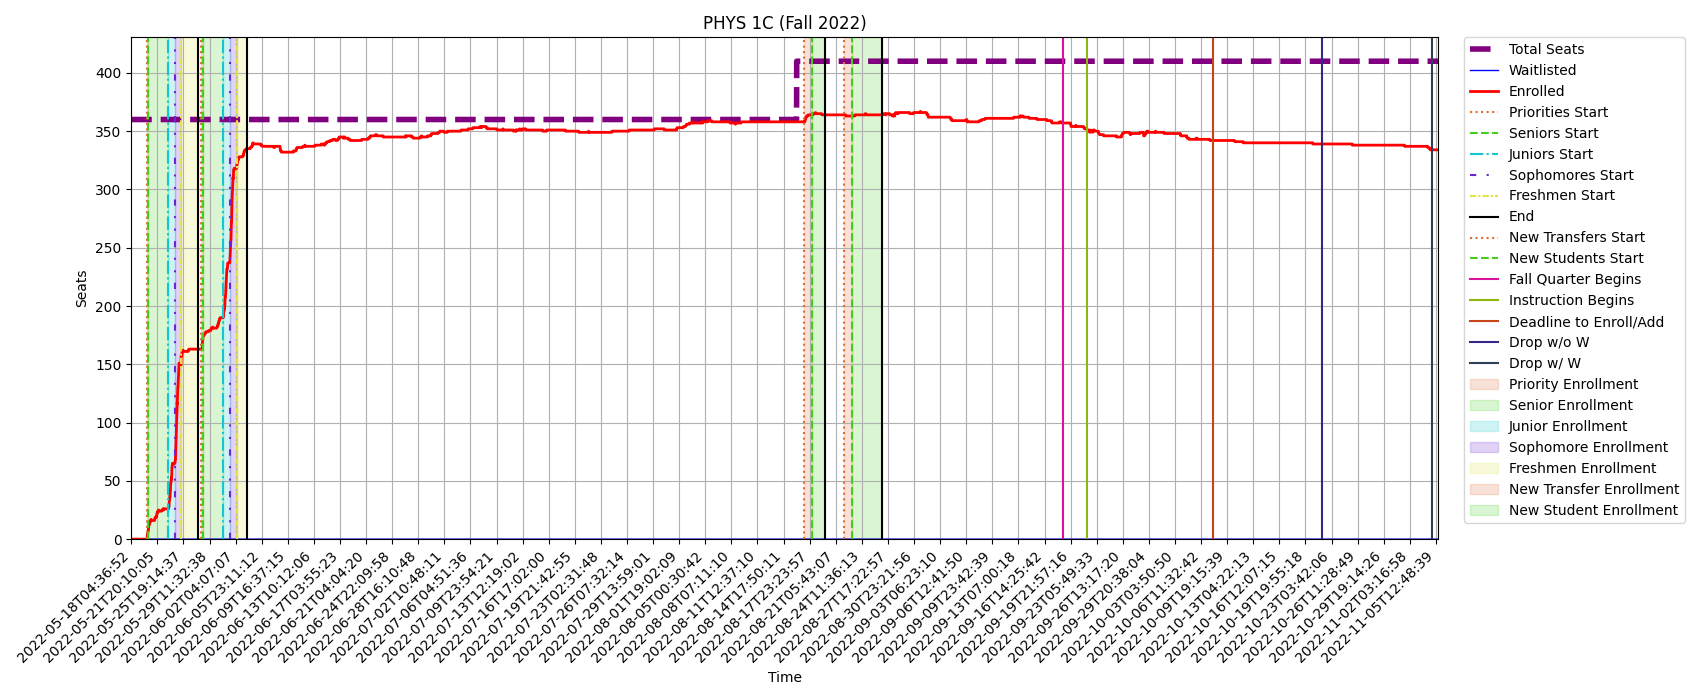 PHYS 1C (Fall 2022)
Seats
400
350
300
250
200
150
100
50
0
2022-05-18T04:36:52
2022-05-21T20:10:05
2022-05-25T19:14:37
2022-05-29T11:32:38
2022-06-02T04:07:07
2022-06-05T23:11:12
2022-06-09T16:37:15
2022-06-13T10:12:06
2022-06-17T03:55:23
2022-06-21T04:04:20
2022-06-24T22:09:58
2022-06-28T16:10:48
2022-07-02T10:48:11
2022-07-06T04:51:36
2022-07-09T23:54:21
2022-07-13T12:19:02
2022-07-16T17:02:00
2022-07-19T21:42:55
2022-07-23T02:31:48
2022-07-26T07:32:14
2022-07-29T13:59:01
2022-08-01T19:02:09
2022-08-05T00:30:42
2022-08-08T07:11:10
2022-08-11T12:37:10
2022-08-14T17:50:11
2022-08-17T23:23:57
2022-08-21T05:43:07
2022-08-24T11:36:13
2022-08-27T17:22:57
2022-08-30T23:21:56
2022-09-03T06:23:10
2022-09-06T12:41:50
2022-09-09T23:42:39
2022-09-13T07:00:18
2022-09-16T14:25:42
2022-09-19T21:57:16
2022-09-23T05:49:33
2022-09-26T13:17:20
2022-09-29T20:38:04
2022-10-03T03:50:50
2022-10-06T11:32:42
2022-10-09T19:15:39
2022-10-13T04:22:13
2022-10-16T12:07:15
2022-10-19T19:55:18
2022-10-23T03:42:06
2022-10-26T11:28:49
2022-10-29T19:14:26
2022-11-02T03:16:58
2022-11-05T12:48:39
Time
Total Seats
Waitlisted
Enrolled
Priorities Start
Seniors Start
Juniors Start
Sophomores Start
Freshmen Start
End
New Transfers Start
New Students Start
Fall Quarter Begins
Instruction Begins
Deadline to Enroll/Add
Drop w/o W
Drop w/ W
Priority Enrollment
Senior Enrollment
Junior Enrollment
Sophomore Enrollment
Freshmen Enrollment
New Transfer Enrollment
New Student Enrollment